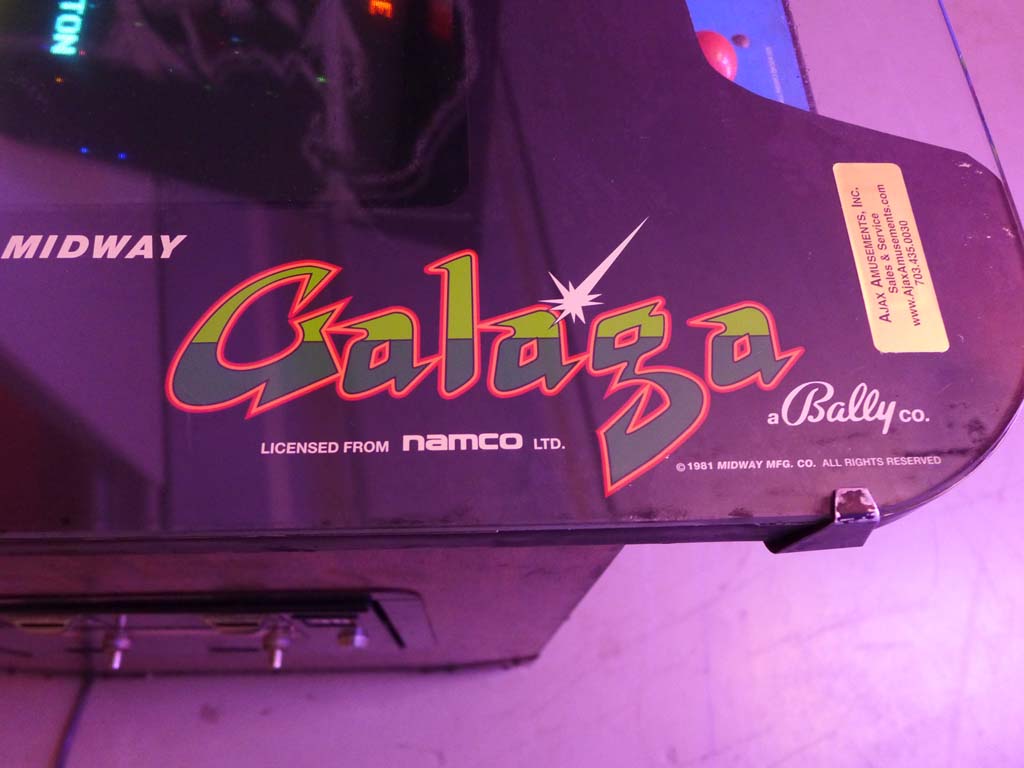 TON
E
MIDWAY
Galaga
LICENSED FROM namco LTD.
a Bally CO.
© 1981 MIDWAY MFG. CO. ALL RIGHTS RESERVED
AJAX AMUSEMENTS, INC.
Sales & Service
www.AjaxAmusements.com
703.435.0030